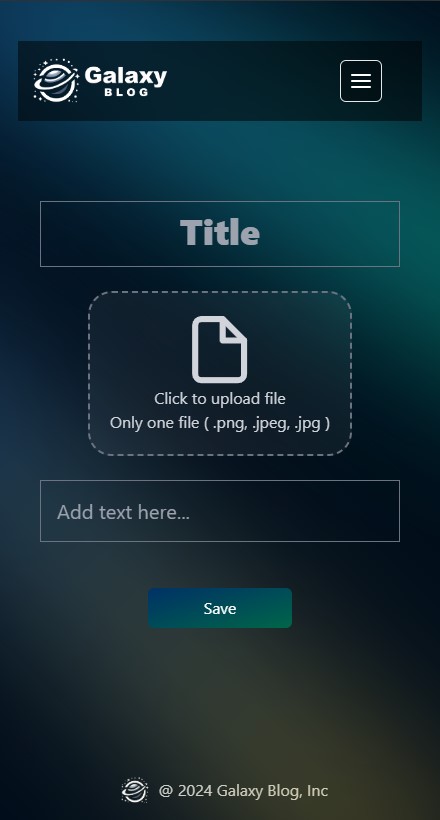 Galaxy
BLOG
Title
Click to upload file
Only one file ( .png, .jpeg, .jpg )
Add text here...
Save
@ 2024 Galaxy Blog, Inc